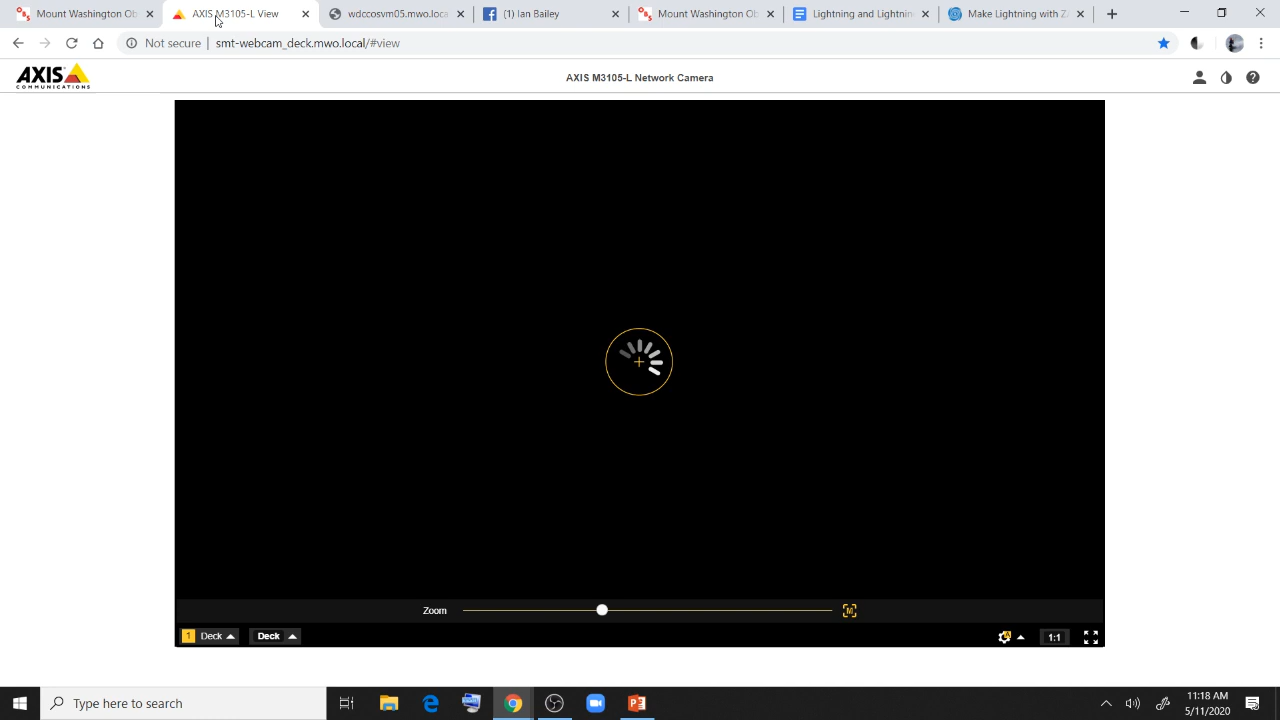 Mount Washington Ob
AXIS M3105-L View
wdccosvm05.mwo.loca
(1) Ian Bailey
Mount Washington Ob
Lightning and Lightnin
Make Lightning with
Not secure | smt-webcam_deck.mwo.local/#view
AXIS
COMMUNICATIONS
AXIS M3105-L Network Camera
Zoom
M
1 Deck
Deck
1:1
Type here to search
11:18 AM
5/11/2020